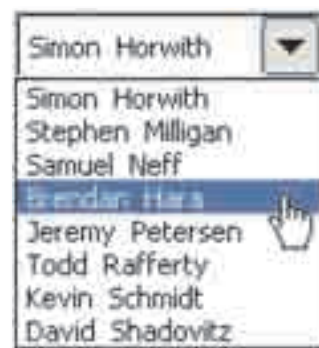 Simon Horwith
Simon Horwith
Stephen Milligan
Samuel Neff
Brendan Hara
Jeremy Petersen
Todd Rafferty
Kevin Schmidt
David Shadovitz